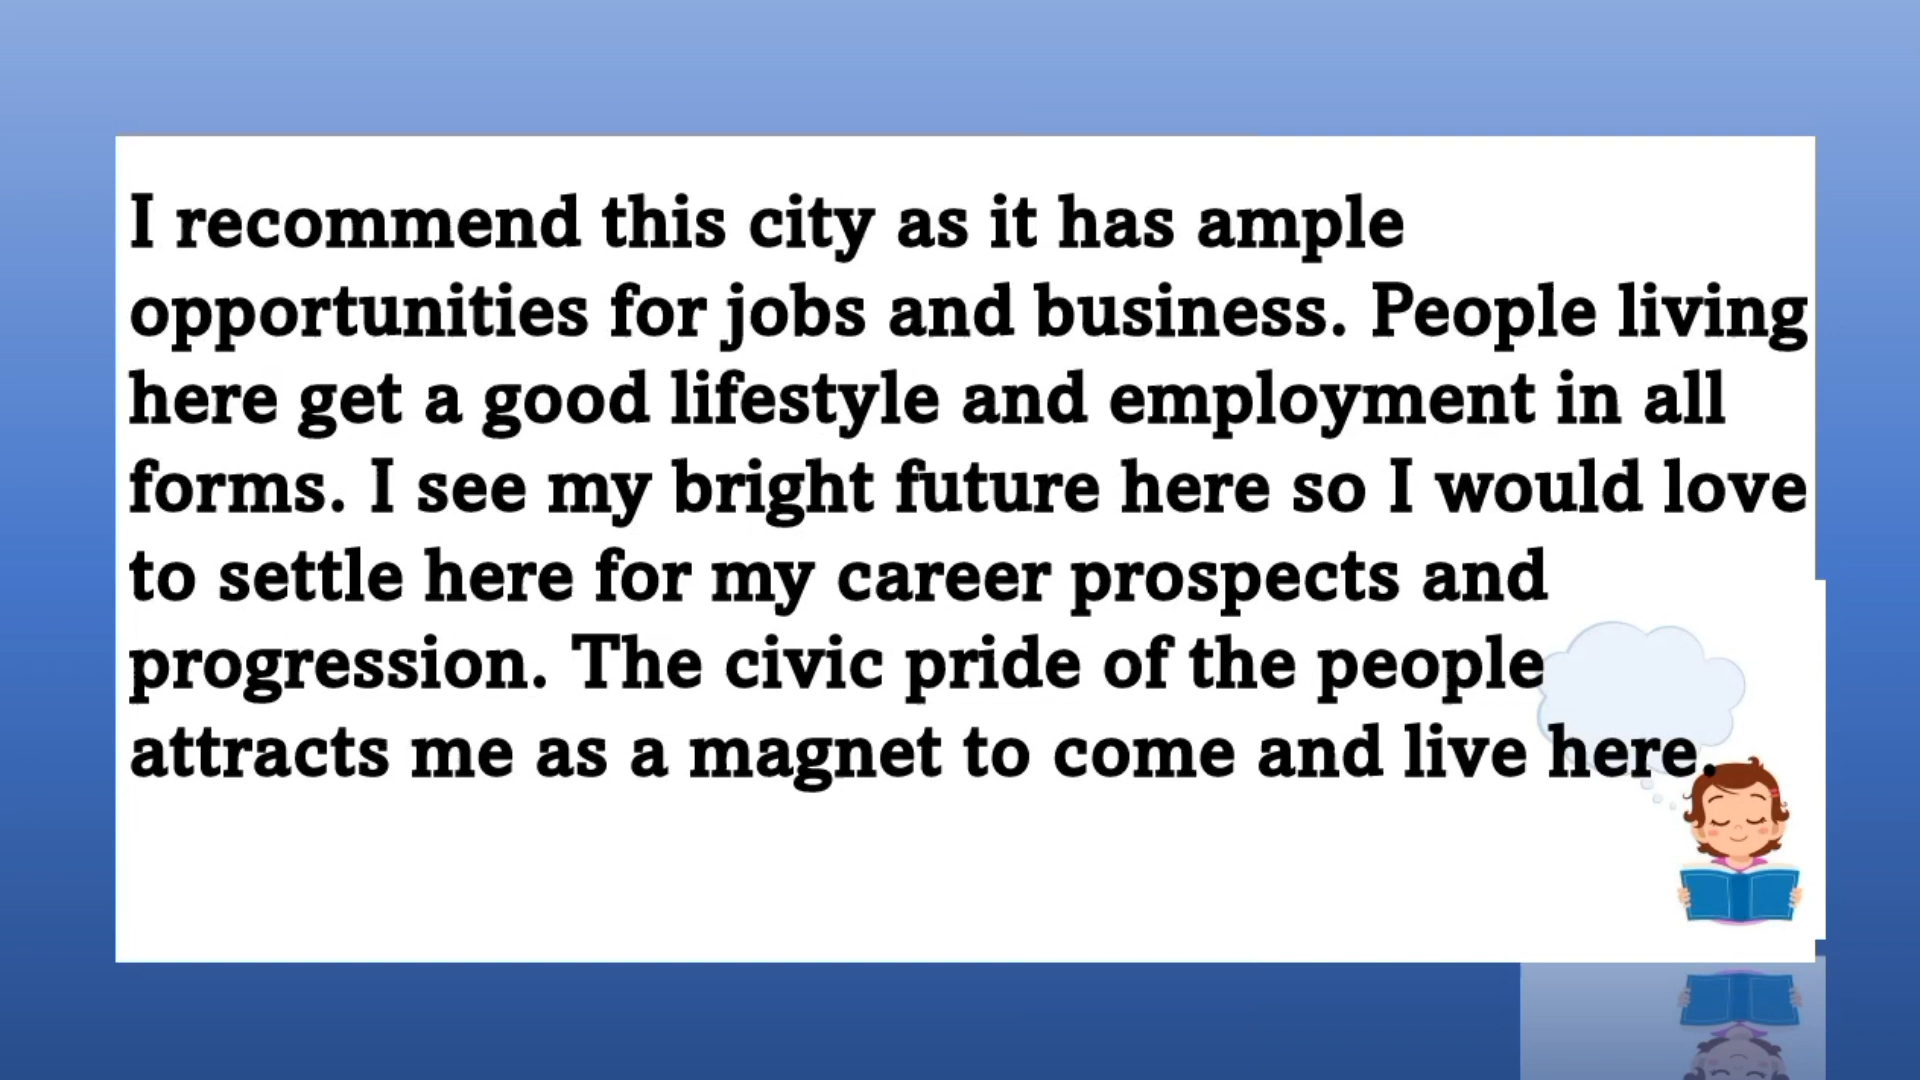 I recommend this city as it has ample
opportunities for jobs and business. People living
here get a good lifestyle and employment in all
forms. I see my bright future here so I would love
to settle here for my career prospects and
progression. The civic pride of the people
attracts me as a magnet to come and live here.